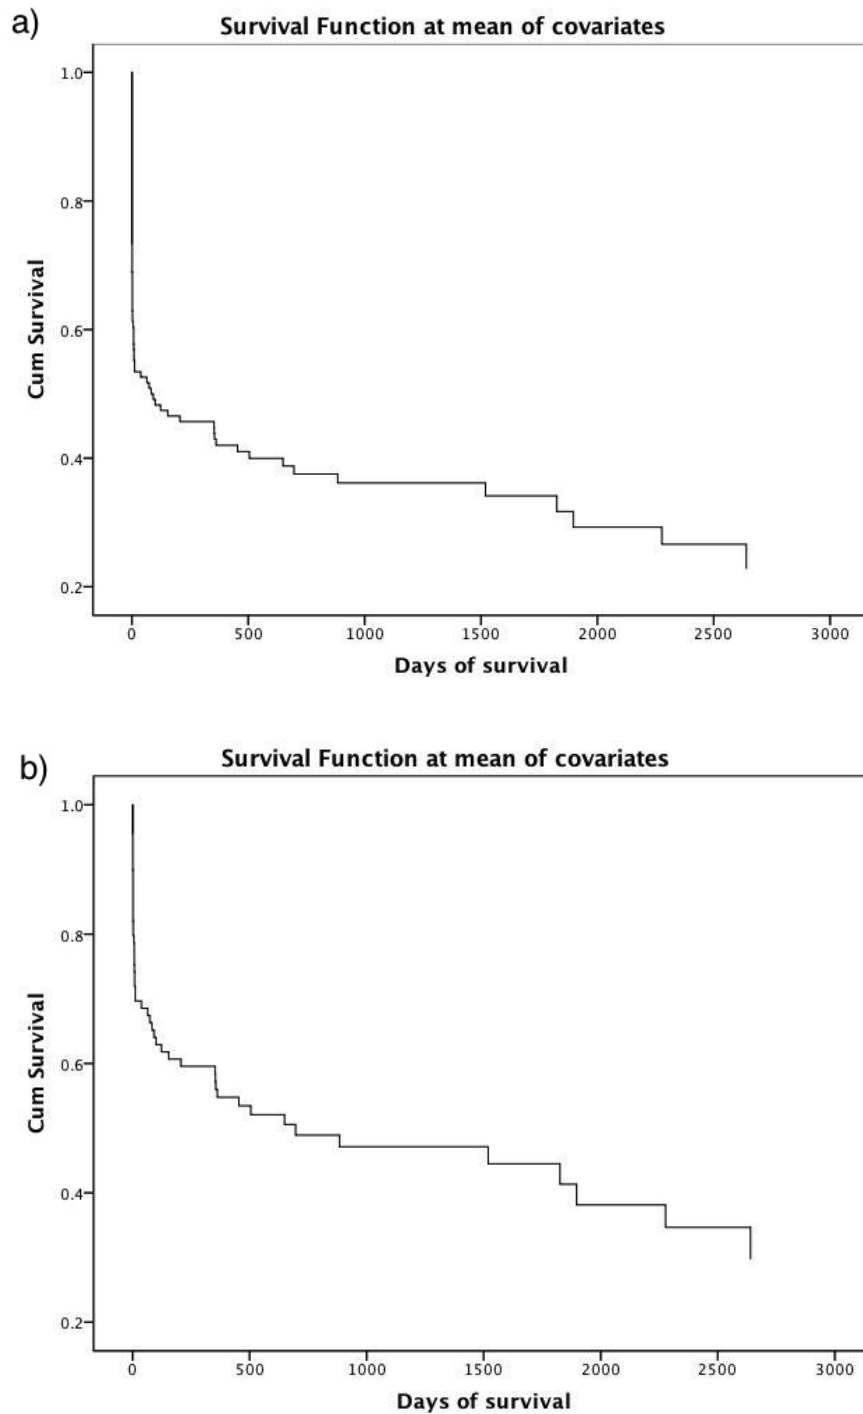 a)
Survival Function at mean of covariates
1.0
0.8
0.6
0.4
0.2
Cum Survival
0 500 1000 1500 2000 2500 3000
Days of survival
b)
Survival Function at mean of covariates
1.0
0.8
0.6
0.4
0.2
Cum Survival
0 500 1000 1500 2000 2500 3000
Days of survival